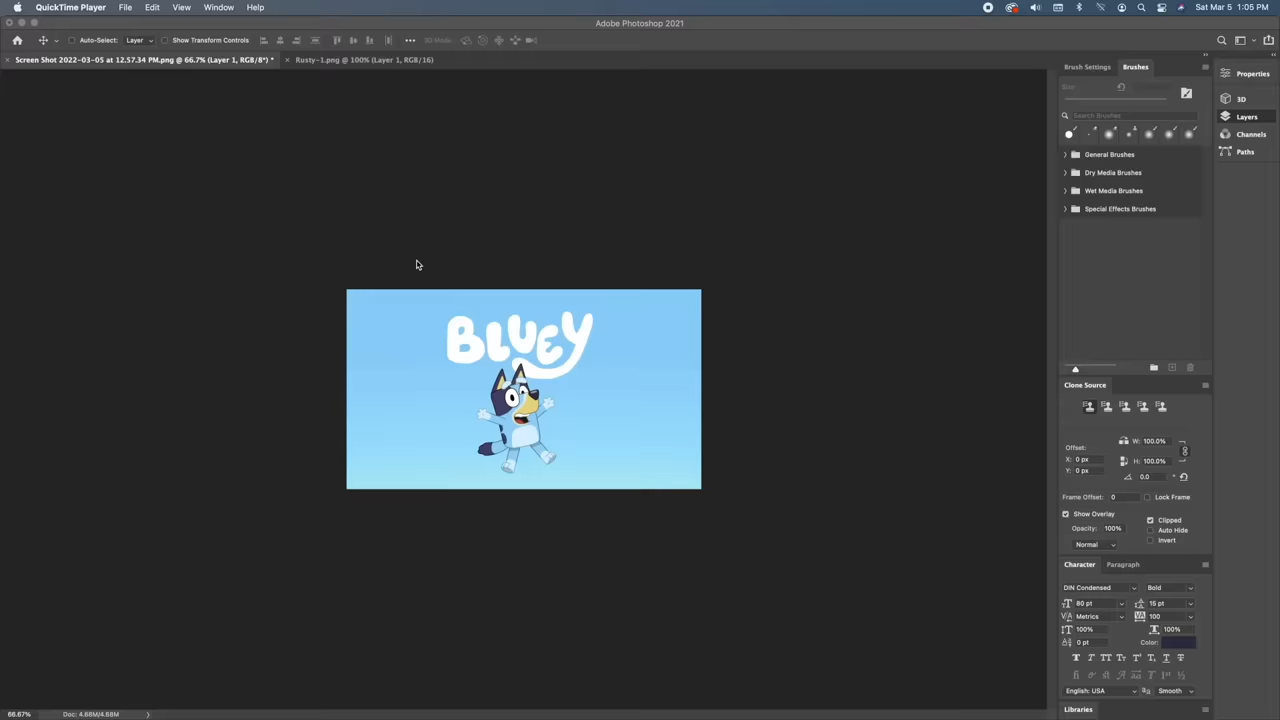 QuickTime Player File Edit View Window Help Sat Mar 5 1:05 PM
Adobe Photoshop 2021
Auto-Select: Layer Show Transform Controls 3D Mode:
Screen Shot 2022-03-05 at 12.57.34 PM.png @ 66.7% (Layer 1, RGB/8*) * Rusty-1.png @ 100% (Layer 1, RGB/16)
Brush Settings Brushes
Size:
Search Brushes
General Brushes
Dry Media Brushes
Wet Media Brushes
Special Effects Brushes
Properties
3D
Layers
Channels
Paths
BLUEY
Clone Source
Offset: W: 100.0%
X: 0 px H: 100.0%
Y: 0 px 0.0 °
Frame Offset: 0 Lock Frame
Show Overlay Clipped
Opacity: 100% Auto Hide
Normal Invert
Character Paragraph
DIN Condensed Bold
80 pt 15 pt
Metrics 100
100% 100%
0 pt Color:
English: USA Smooth
Libraries
66.67% Doc: 4.68M/4.68M